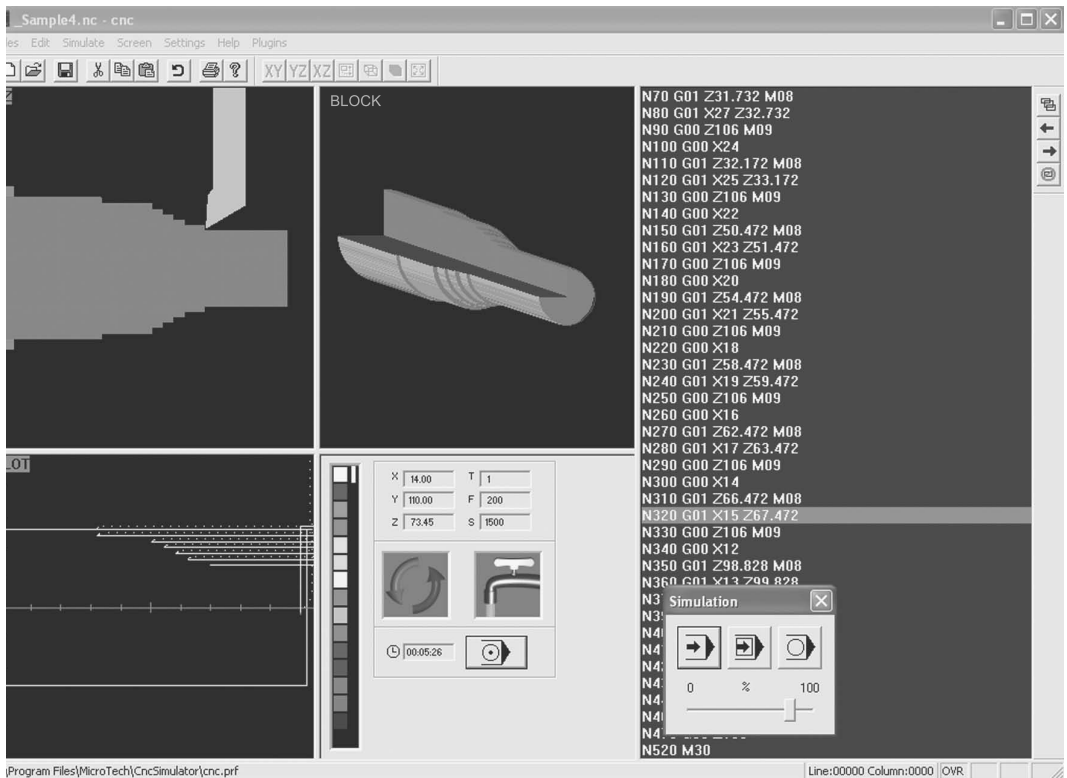 _Sample4.nc - cnc
les Edit Simulate Screen Settings Help Plugins
XY YZ XZ
Z
BLOCK
N70 G01 Z31.732 M08
N80 G01 X27 Z32.732
N90 G00 Z106 M09
N100 G00 X24
N110 G01 Z32.172 M08
N120 G01 X25 Z33.172
N130 G00 Z106 M09
N140 G00 X22
N150 G01 Z50.472 M08
N160 G01 X23 Z51.472
N170 G00 Z106 M09
N180 G00 X20
N190 G01 Z54.472 M08
N200 G01 X21 Z55.472
N210 G00 Z106 M09
N220 G00 X18
N230 G01 Z58.472 M08
N240 G01 X19 Z59.472
N250 G00 Z106 M09
N260 G00 X16
N270 G01 Z62.472 M08
N280 G01 X17 Z63.472
N290 G00 Z106 M09
N300 G00 X14
N310 G01 Z66.472 M08
N320 G01 X15 Z67.472
N330 G00 Z106 M09
N340 G00 X12
N350 G01 Z98.828 M08
N360 G01 X13 Z99.828
N520 M30
LOT
X 14.00 T 1
Y 110.00 F 200
Z 73.45 S 1500
00:05:26
Simulation
0 % 100
\Program Files\MicroTech\CncSimulator\cnc.prf
Line:00000 Column:0000 OVR